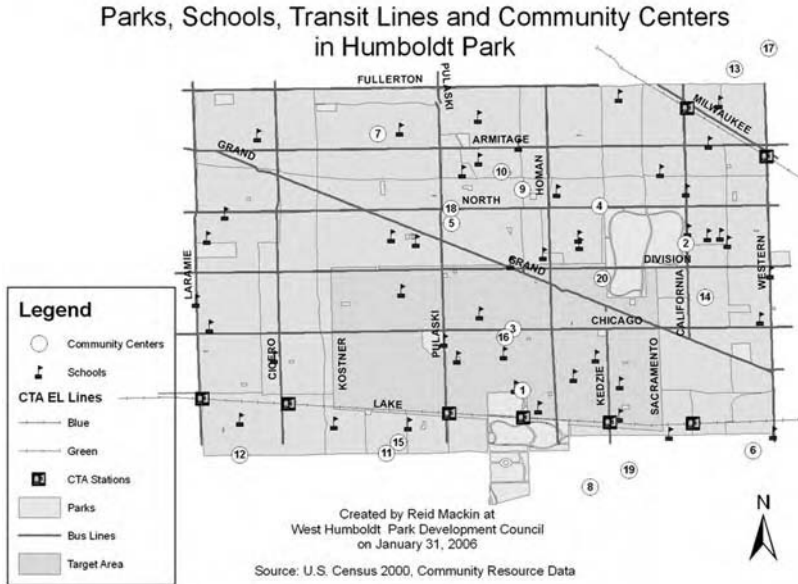 Parks, Schools, Transit Lines and Community Centers
in Humboldt Park
17
13
FULLERTON
PULASKI
MILWAUKEE
7
ARMITAGE
GRAND
10
9
HOMAN
18
NORTH
4
5
2
GRAND
DIVISION
20
LARAMIE
CALIFORNIA
WESTERN
14
CHICAGO
3
16
PULASKI
CICERO
KOSTNER
KEDZIE
SACRAMENTO
1
LAKE
15
11
12
6
19
8
Legend
Community Centers
Schools
CTA EL Lines
Blue
Green
CTA Stations
Parks
Bus Lines
Target Area
Created by Reid Mackin at
West Humboldt Park Development Council
on January 31, 2006
Source: U.S. Census 2000, Community Resource Data
N